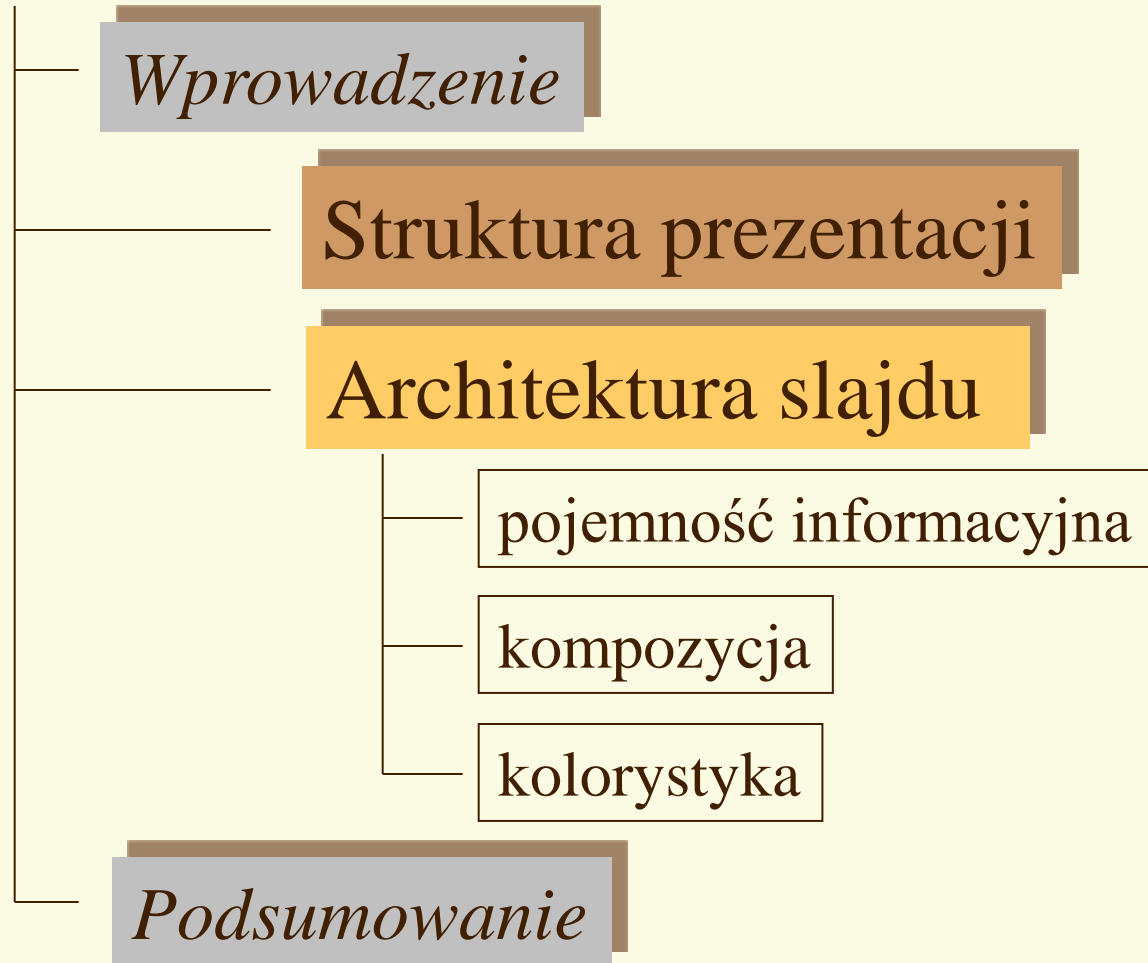 Wprowadzenie
Struktura prezentacji
Architektura slajdu
pojemność informacyjna
kompozycja
kolorystyka
Podsumowanie